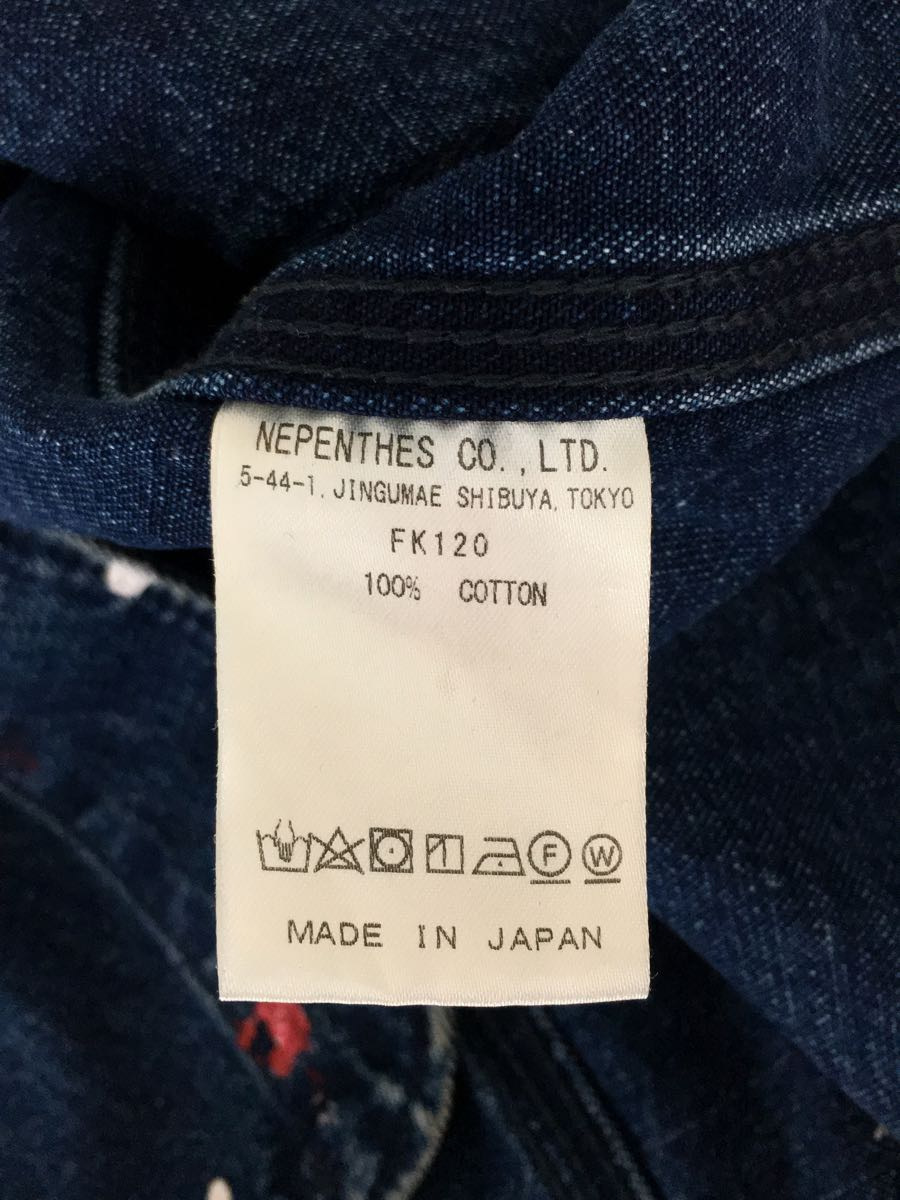 NEPENTHES CO., LTD.
5-44-1, JINGUMAE SHIBUYA, TOKYO
FK120
100% COTTON
F W
MADE IN JAPAN